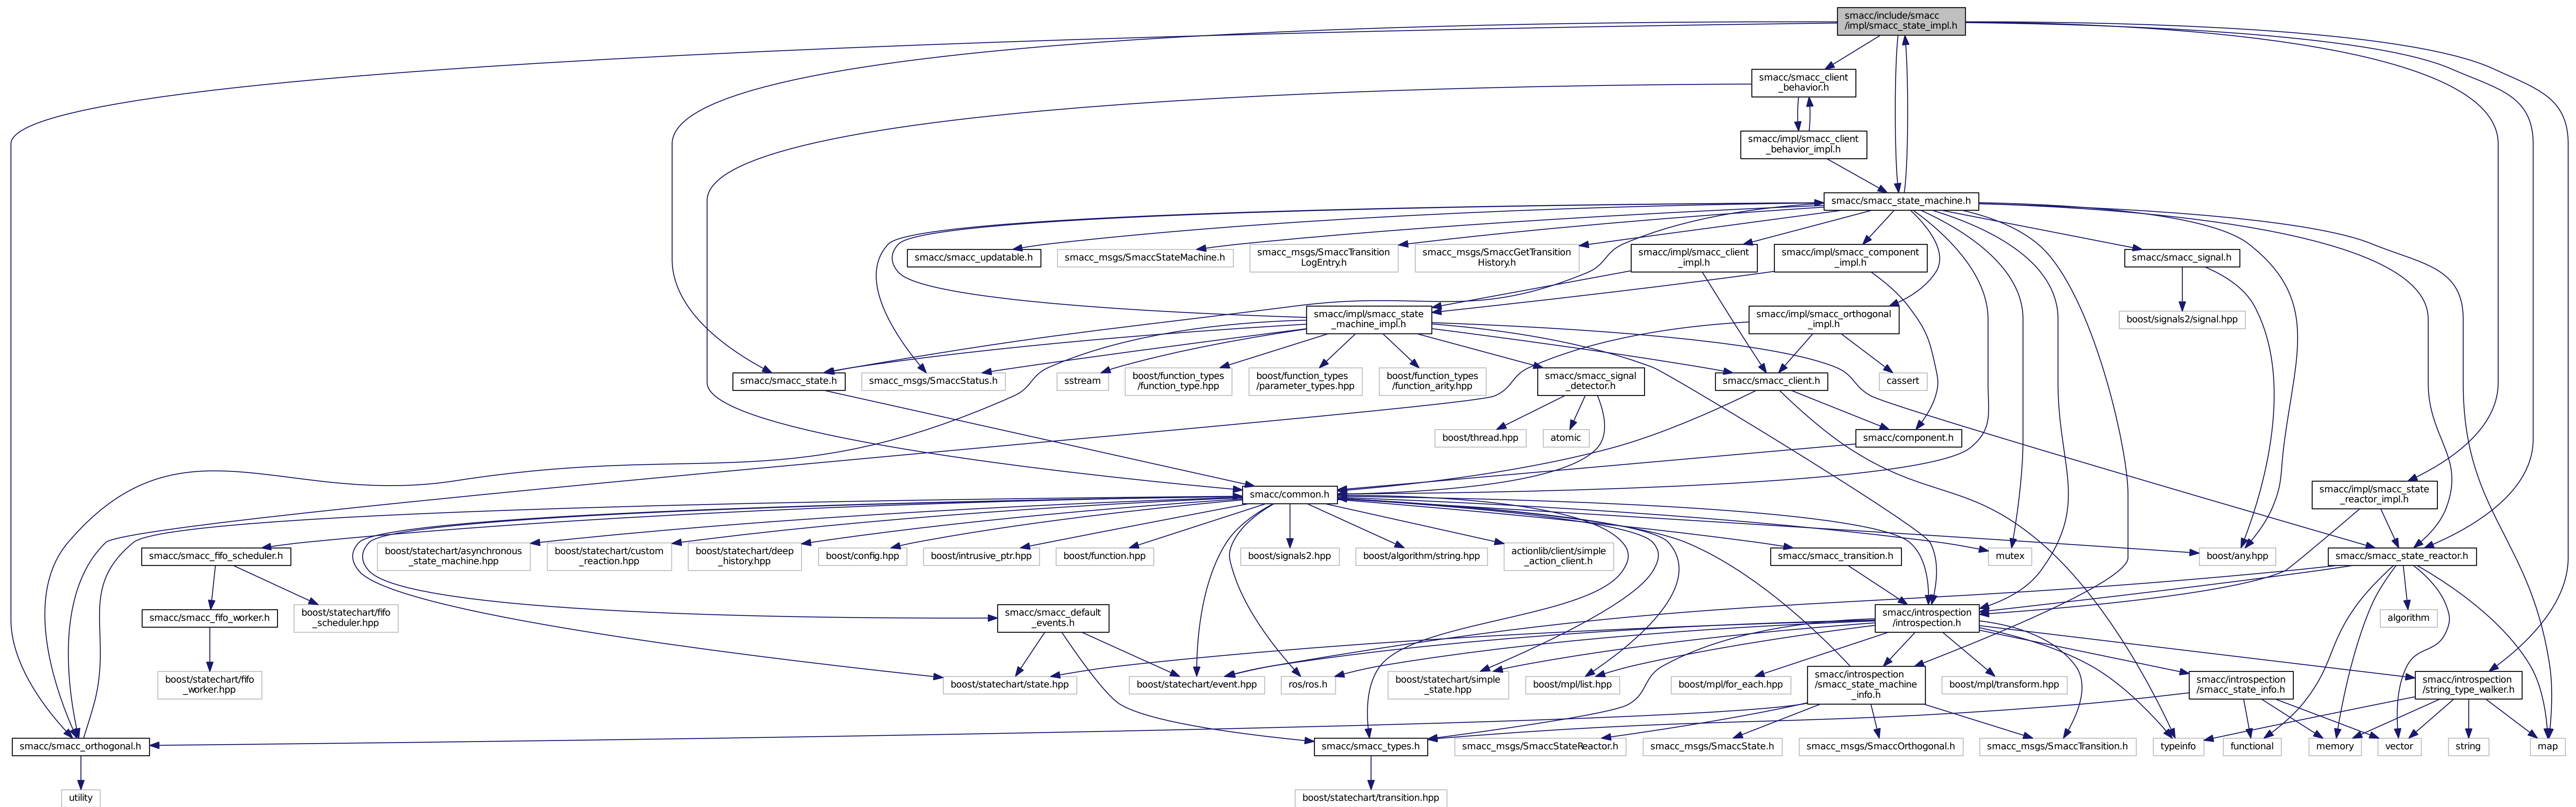 smacc/include/smacc
/impl/smacc_state_impl.h
smacc/smacc_client
_behavior.h
smacc/impl/smacc_client
_behavior_impl.h
smacc/smacc_state_machine.h
smacc/smacc_updatable.h
smacc_msgs/SmaccStateMachine.h
smacc_msgs/SmaccTransition
LogEntry.h
smacc_msgs/SmaccGetTransition
History.h
smacc/impl/smacc_client
_impl.h
smacc/impl/smacc_component
_impl.h
smacc/smacc_signal.h
smacc/impl/smacc_state
_machine_impl.h
smacc/impl/smacc_orthogonal
_impl.h
boost/signals2/signal.hpp
smacc/smacc_state.h
smacc_msgs/SmaccStatus.h
sstream
boost/function_types
/function_type.hpp
boost/function_types
/parameter_types.hpp
boost/function_types
/function_arity.hpp
smacc/smacc_signal
_detector.h
smacc/smacc_client.h
cassert
boost/thread.hpp
atomic
smacc/component.h
smacc/common.h
smacc/impl/smacc_state
_reactor_impl.h
smacc/smacc_fifo_scheduler.h
boost/statechart/asynchronous
_state_machine.hpp
boost/statechart/custom
_reaction.hpp
boost/statechart/deep
_history.hpp
boost/config.hpp
boost/intrusive_ptr.hpp
boost/function.hpp
boost/signals2.hpp
boost/algorithm/string.hpp
actionlib/client/simple
_action_client.h
smacc/smacc_transition.h
mutex
boost/any.hpp
smacc/smacc_state_reactor.h
smacc/smacc_fifo_worker.h
boost/statechart/fifo
_scheduler.hpp
smacc/smacc_default
_events.h
smacc/introspection
/introspection.h
algorithm
boost/statechart/fifo
_worker.hpp
boost/statechart/state.hpp
boost/statechart/event.hpp
ros/ros.h
boost/statechart/simple
_state.hpp
boost/mpl/list.hpp
boost/mpl/for_each.hpp
smacc/introspection
/smacc_state_machine
_info.h
boost/mpl/transform.hpp
smacc/introspection
/smacc_state_info.h
smacc/introspection
/string_type_walker.h
smacc/smacc_orthogonal.h
smacc/smacc_types.h
smacc_msgs/SmaccStateReactor.h
smacc_msgs/SmaccState.h
smacc_msgs/SmaccOrthogonal.h
smacc_msgs/SmaccTransition.h
typeinfo
functional
memory
vector
string
map
utility
boost/statechart/transition.hpp